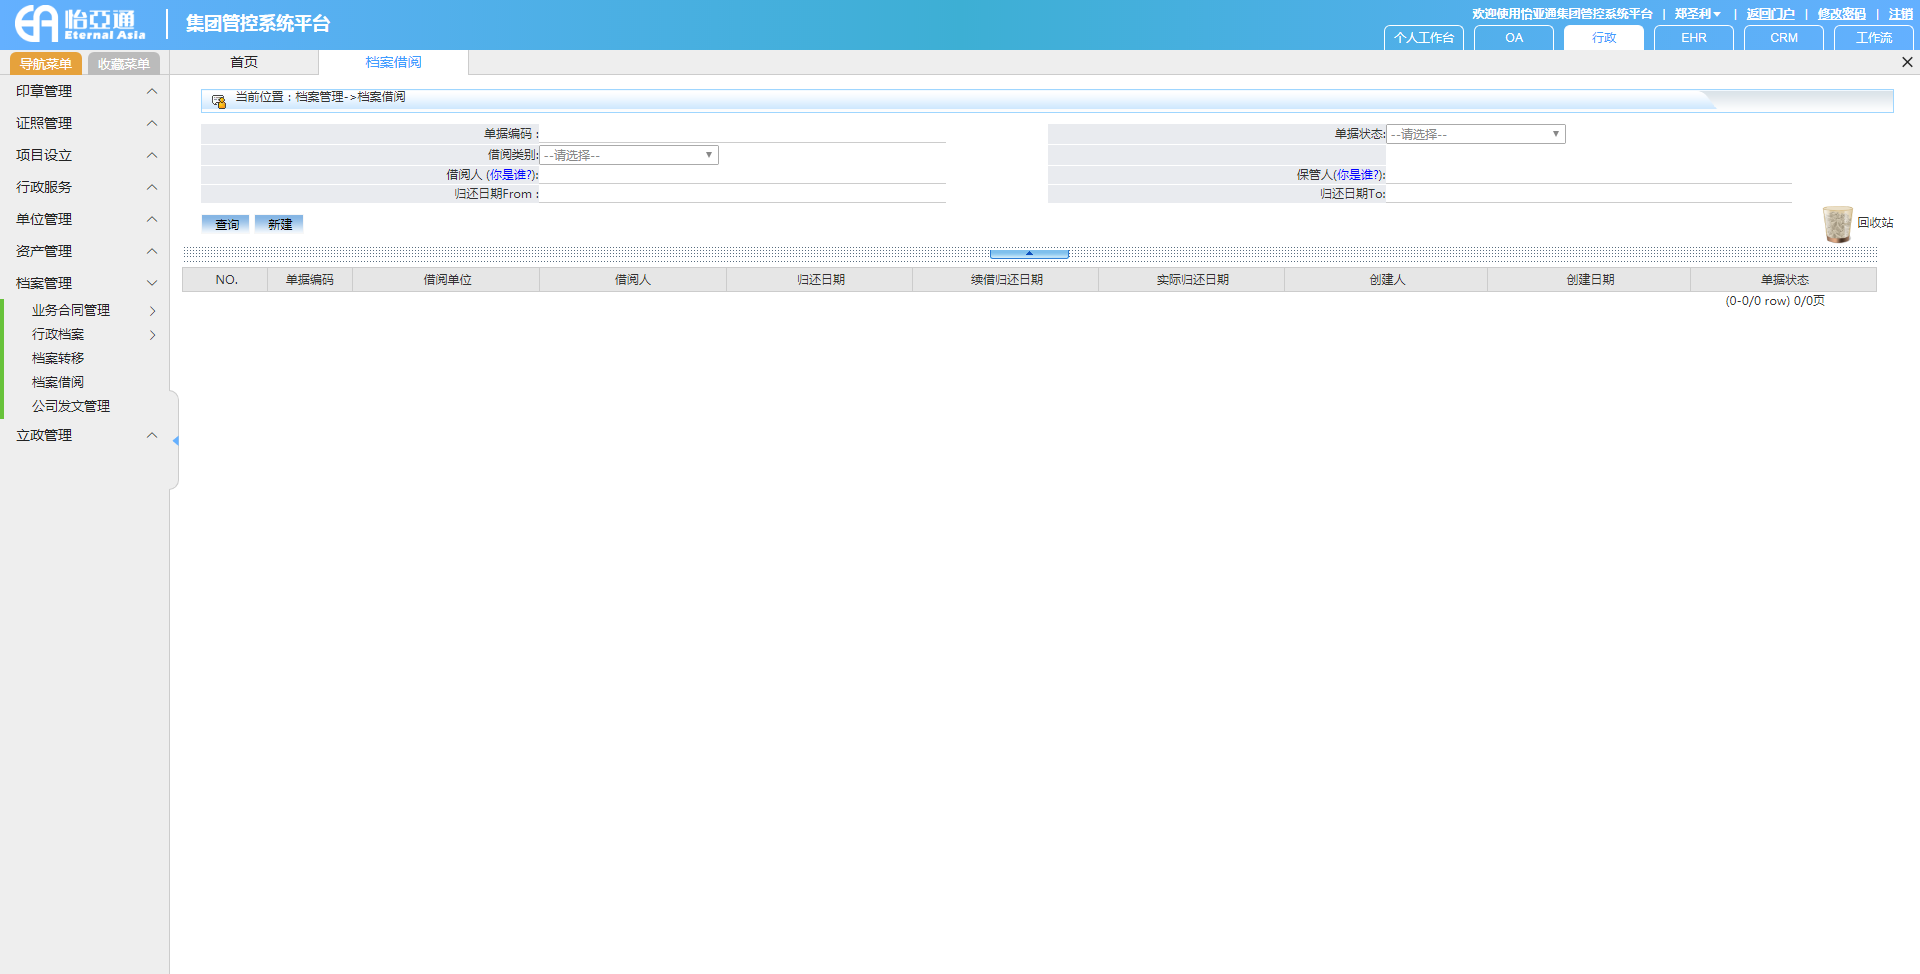 怡亞通
Eternal Asia
集团管控系统平台
欢迎使用怡亚通集团管控系统平台 | 郑圣利 | 返回门户 | 修改密码 | 注销
个人工作台 OA 行政 EHR CRM 工作流
导航菜单 收藏菜单
首页 档案借阅
印章管理
证照管理
项目设立
行政服务
单位管理
资产管理
档案管理
业务合同管理
行政档案
档案转移
档案借阅
公司发文管理
立政管理
当前位置：档案管理->档案借阅
单据编码 :
单据状态: --请选择--
借阅类别: --请选择--
借阅人 (你是谁?):
保管人(你是谁?):
归还日期From :
归还日期To:
查询 新建
回收站
NO. 单据编码 借阅单位 借阅人 归还日期 续借归还日期 实际归还日期 创建人 创建日期 单据状态
(0-0/0 row) 0/0页